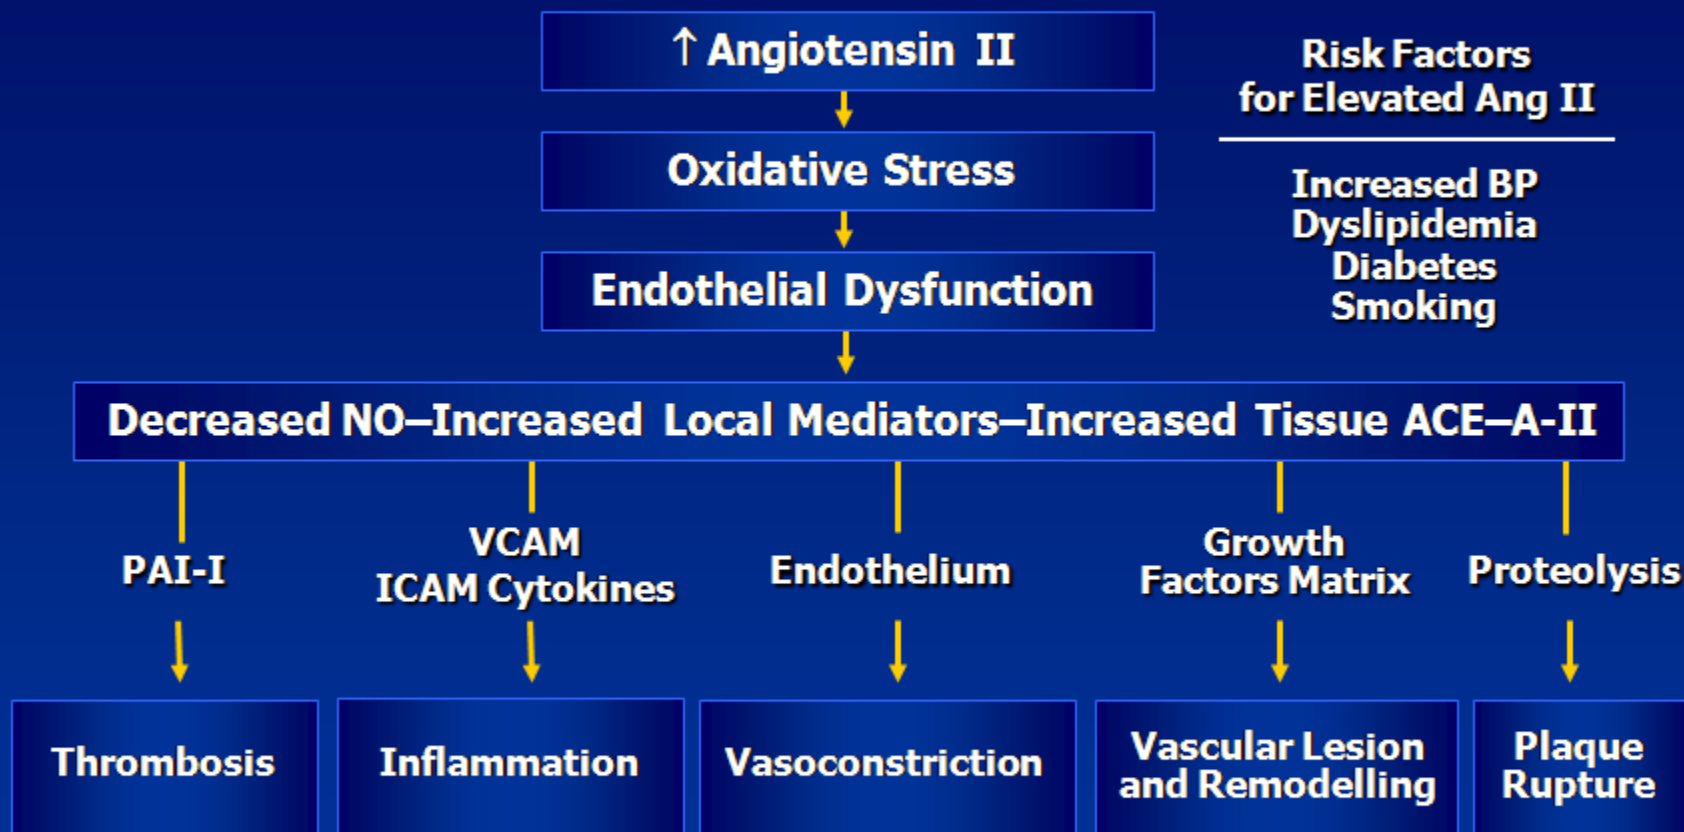 ↑ Angiotensin II
Risk Factors
for Elevated Ang II
Oxidative Stress
Increased BP
Dyslipidemia
Diabetes
Smoking
Endothelial Dysfunction
Decreased NO–Increased Local Mediators–Increased Tissue ACE–A-II
PAI-I
VCAM
ICAM Cytokines
Endothelium
Growth
Factors Matrix
Proteolysis
Thrombosis
Inflammation
Vasoconstriction
Vascular Lesion
and Remodelling
Plaque
Rupture